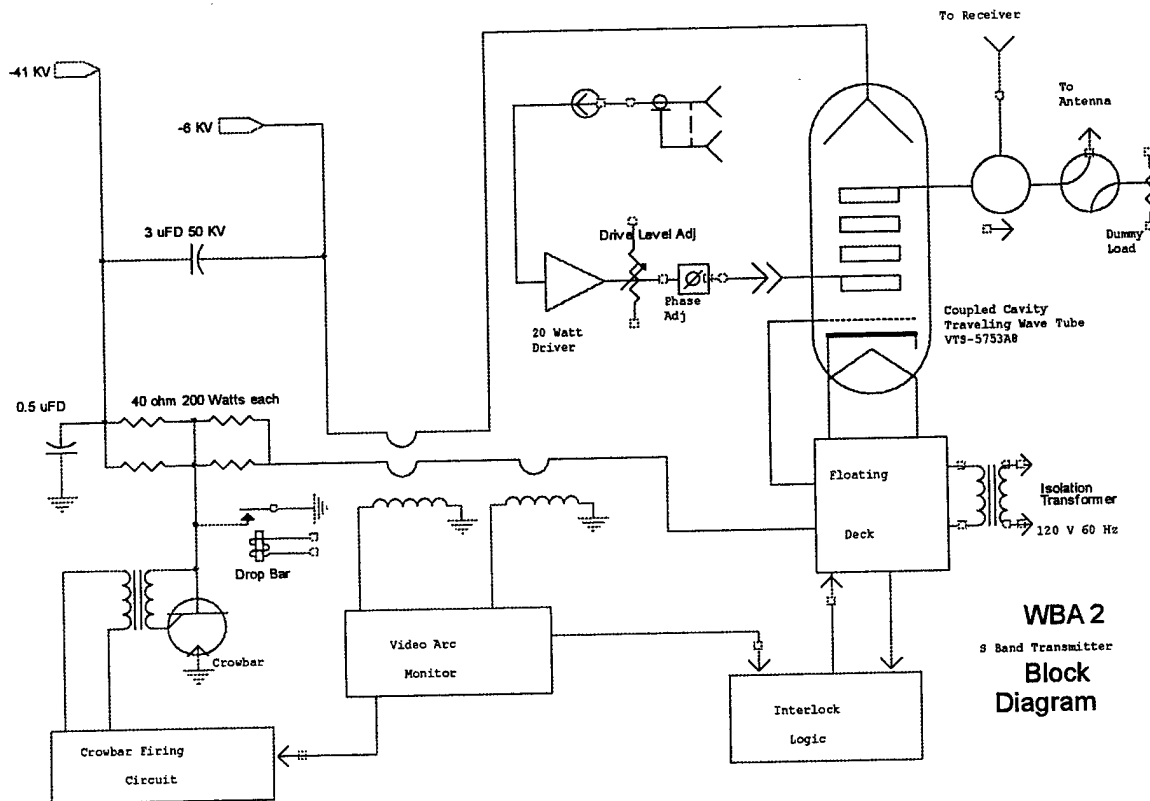 To Receiver
-41 KV
To
Antenna
-6 KV
3 uFD 50 KV
Drive Level Adj
Dummy
Load
Phase
Adj
20 Watt
Driver
Coupled Cavity
Traveling Wave Tube
VTS-5753A8
0.5 uFD
40 ohm 200 Watts each
Floating
Deck
Isolation
Transformer
120 V 60 Hz
Drop Bar
Crowbar
Video Arc
Monitor
WBA 2
S Band Transmitter
Block
Diagram
Interlock
Logic
Crowbar Firing
Circuit